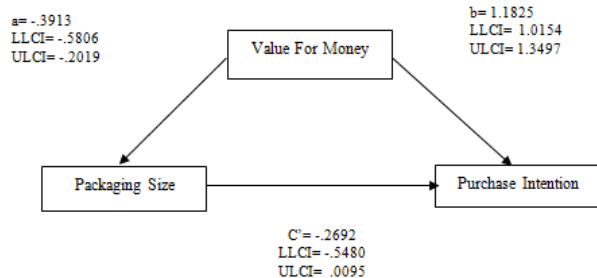 a= -.3913
LLCI= -.5806
ULCI= -.2019
b= 1.1825
LLCI= 1.0154
ULCI= 1.3497
Value For Money
Packaging Size
Purchase Intention
C'= -.2692
LLCI= -.5480
ULCI= .0095